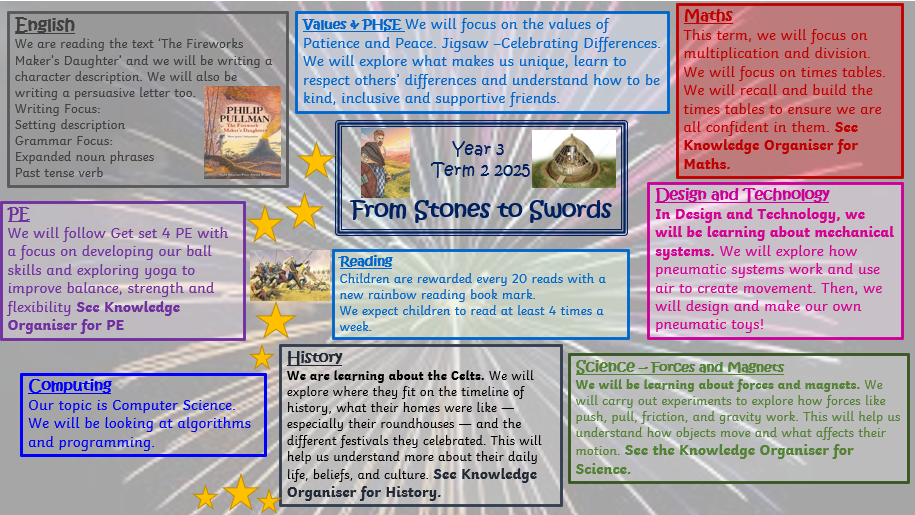 English
We are reading the text 'The Fireworks
Maker's Daughter' and we will be writing a
character description. We will also be
writing a persuasive letter too.
Writing Focus:
Setting description
Grammar Focus:
Expanded noun phrases
Past tense verb
PHILIP
PULLMAN
The Firework
Maker's Daughter
Values & PHSE We will focus on the values of
Patience and Peace. Jigsaw –Celebrating Differences.
We will explore what makes us unique, learn to
respect others' differences and understand how to be
kind, inclusive and supportive friends.
Maths
This term, we will focus on
multiplication and division.
We will focus on times tables.
We will recall and build the
times tables to ensure we are
all confident in them. See
Knowledge Organiser for
Maths.
Year 3
Term 2 2025
From Stones to Swords
PE
We will follow Get set 4 PE with
a focus on developing our ball
skills and exploring yoga to
improve balance, strength and
flexibility See Knowledge
Organiser for PE
Reading
Children are rewarded every 20 reads with a
new rainbow reading book mark.
We expect children to read at least 4 times a
week.
Design and Technology
In Design and Technology, we
will be learning about mechanical
systems. We will explore how
pneumatic systems work and use
air to create movement. Then, we
will design and make our own
pneumatic toys!
Computing
Our topic is Computer Science.
We will be looking at algorithms
and programming.
History
We are learning about the Celts. We will
explore where they fit on the timeline of
history, what their homes were like —
especially their roundhouses — and the
different festivals they celebrated. This will
help us understand more about their daily
life, beliefs, and culture. See Knowledge
Organiser for History.
Science – Forces and Magnets
We will be learning about forces and magnets. We
will carry out experiments to explore how forces like
push, pull, friction, and gravity work. This will help us
understand how objects move and what affects their
motion. See the Knowledge Organiser for
Science.